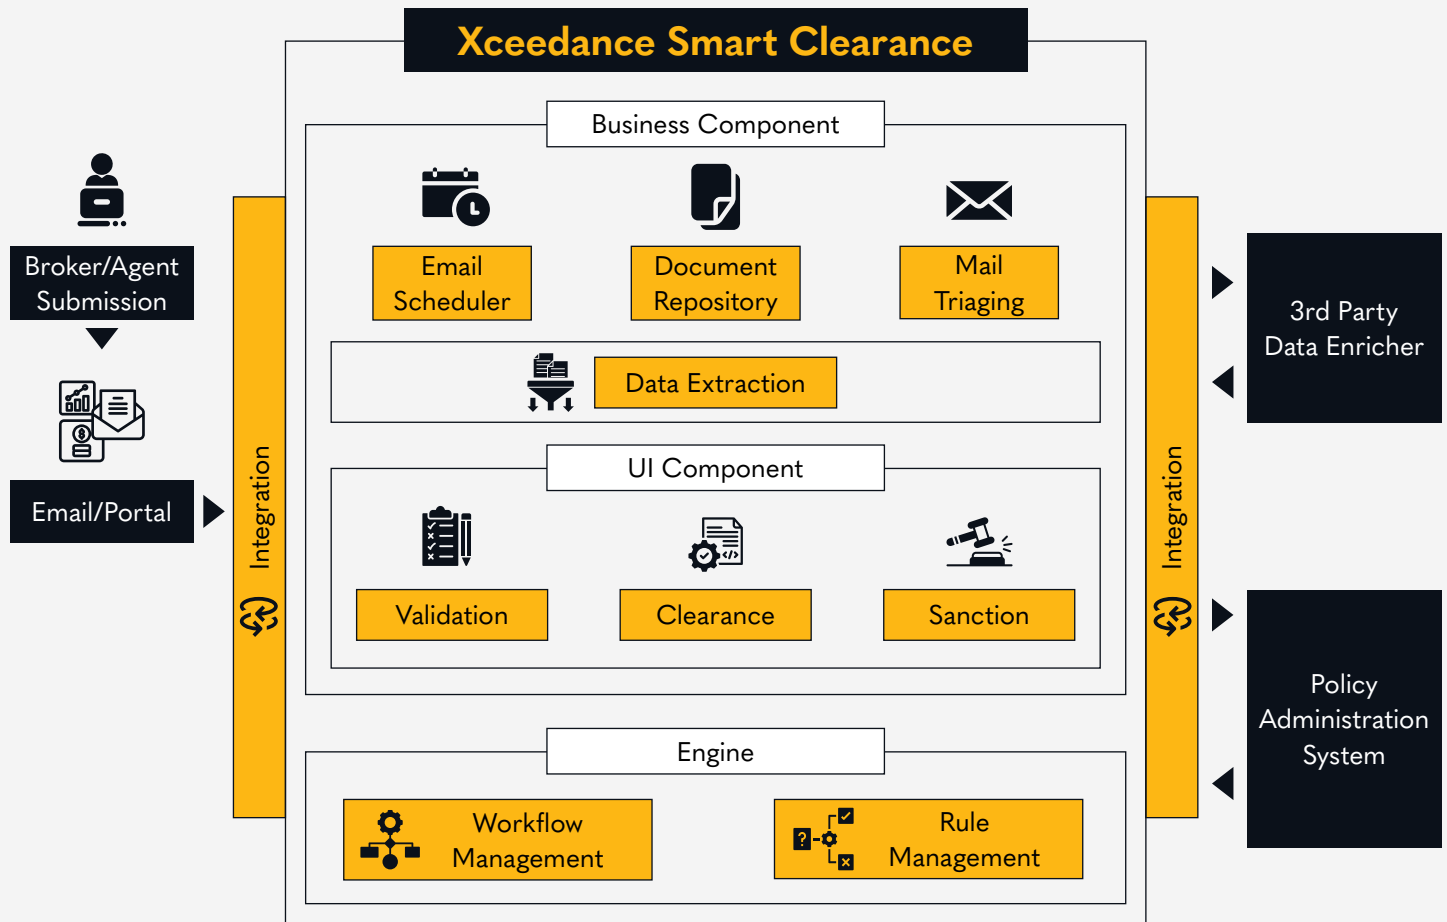 Xceedance Smart Clearance
Business Component
Broker/Agent
Submission
Email/Portal
Integration
Email
Scheduler
Document
Repository
Mail
Triaging
Data Extraction
UI Component
Validation
Clearance
Sanction
Engine
Workflow
Management
Rule
Management
Integration
3rd Party
Data Enricher
Policy
Administration
System